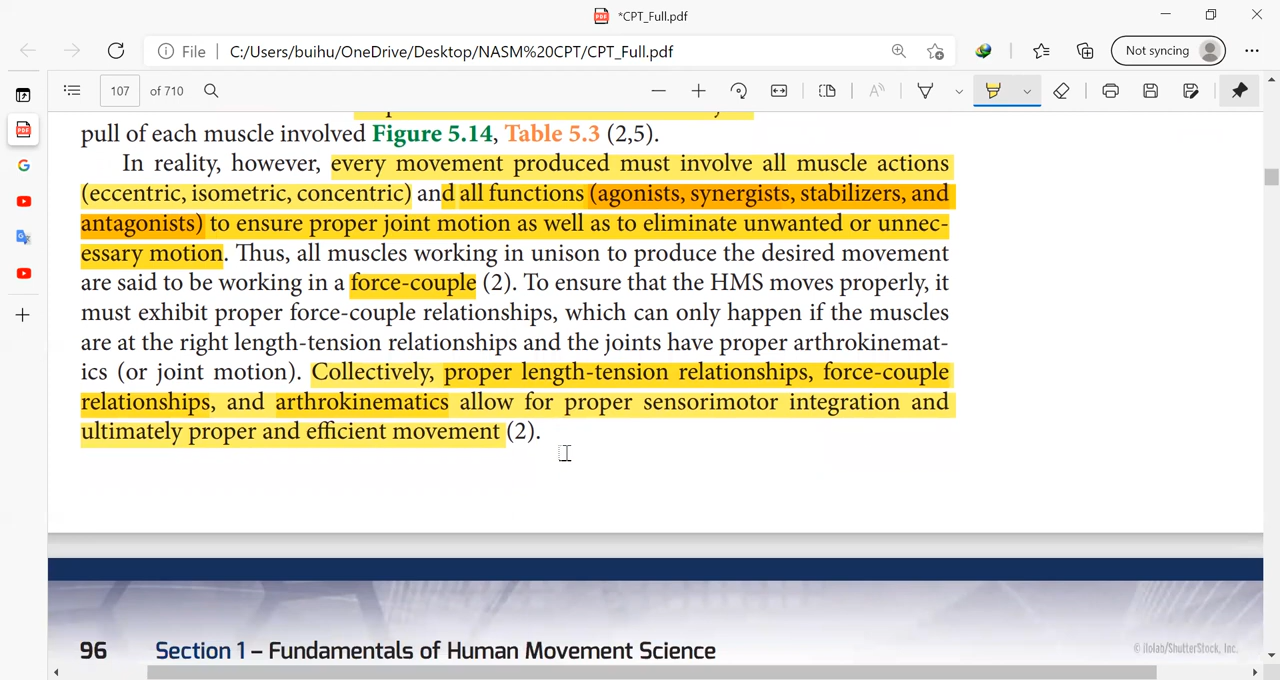 *CPT_Full.pdf
File | C:/Users/buihu/OneDrive/Desktop/NASM%20CPT/CPT_Full.pdf
Not syncing
107 of 710
pull of each muscle involved Figure 5.14, Table 5.3 (2,5).
In reality, however, every movement produced must involve all muscle actions
(eccentric, isometric, concentric) and all functions (agonists, synergists, stabilizers, and
antagonists) to ensure proper joint motion as well as to eliminate unwanted or unnec-
essary motion. Thus, all muscles working in unison to produce the desired movement
are said to be working in a force-couple (2). To ensure that the HMS moves properly, it
must exhibit proper force-couple relationships, which can only happen if the muscles
are at the right length-tension relationships and the joints have proper arthrokinemat-
ics (or joint motion). Collectively, proper length-tension relationships, force-couple
relationships, and arthrokinematics allow for proper sensorimotor integration and
ultimately proper and efficient movement (2).
96 Section 1 – Fundamentals of Human Movement Science
© ilolab/ShutterStock, Inc.